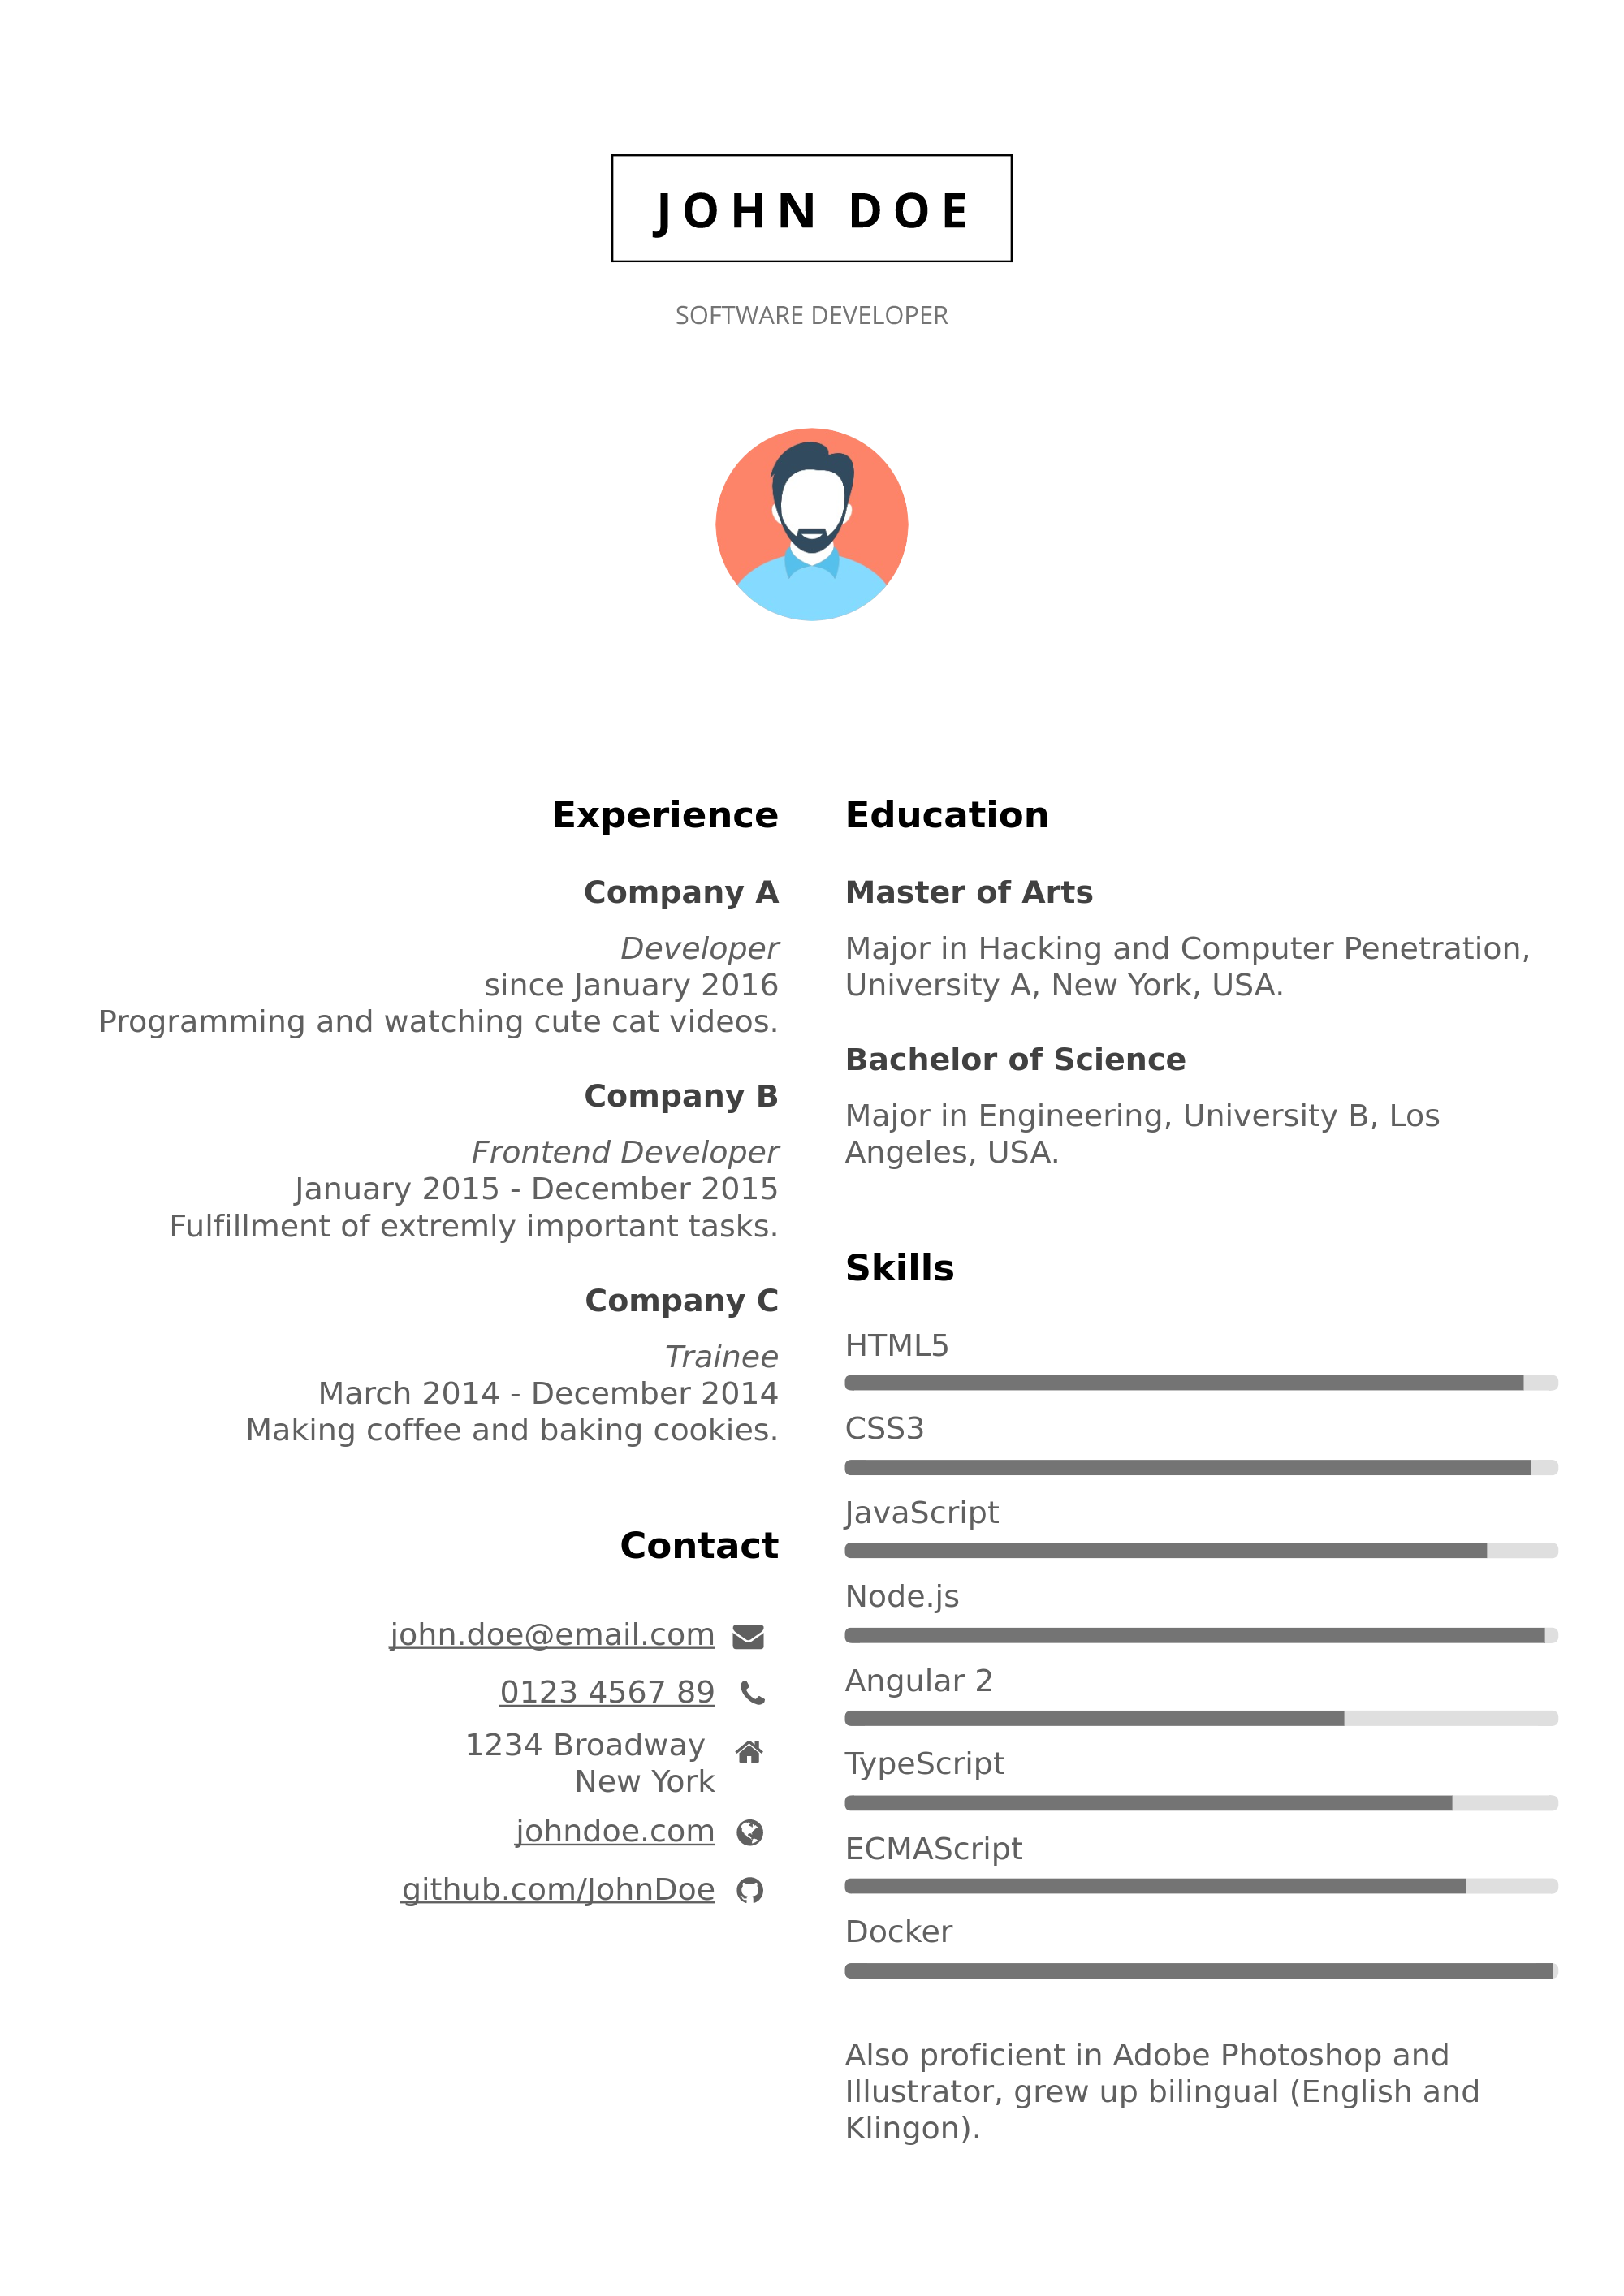 JOHN DOE
SOFTWARE DEVELOPER
Experience
Company A
Developer
since January 2016
Programming and watching cute cat videos.
Company B
Frontend Developer
January 2015 - December 2015
Fulfillment of extremly important tasks.
Company C
Trainee
March 2014 - December 2014
Making coffee and baking cookies.
Contact
john.doe@email.com
0123 4567 89
1234 Broadway
New York
johndoe.com
github.com/JohnDoe
Education
Master of Arts
Major in Hacking and Computer Penetration,
University A, New York, USA.
Bachelor of Science
Major in Engineering, University B, Los
Angeles, USA.
Skills
HTML5
CSS3
JavaScript
Node.js
Angular 2
TypeScript
ECMAScript
Docker
Also proficient in Adobe Photoshop and
Illustrator, grew up bilingual (English and
Klingon).